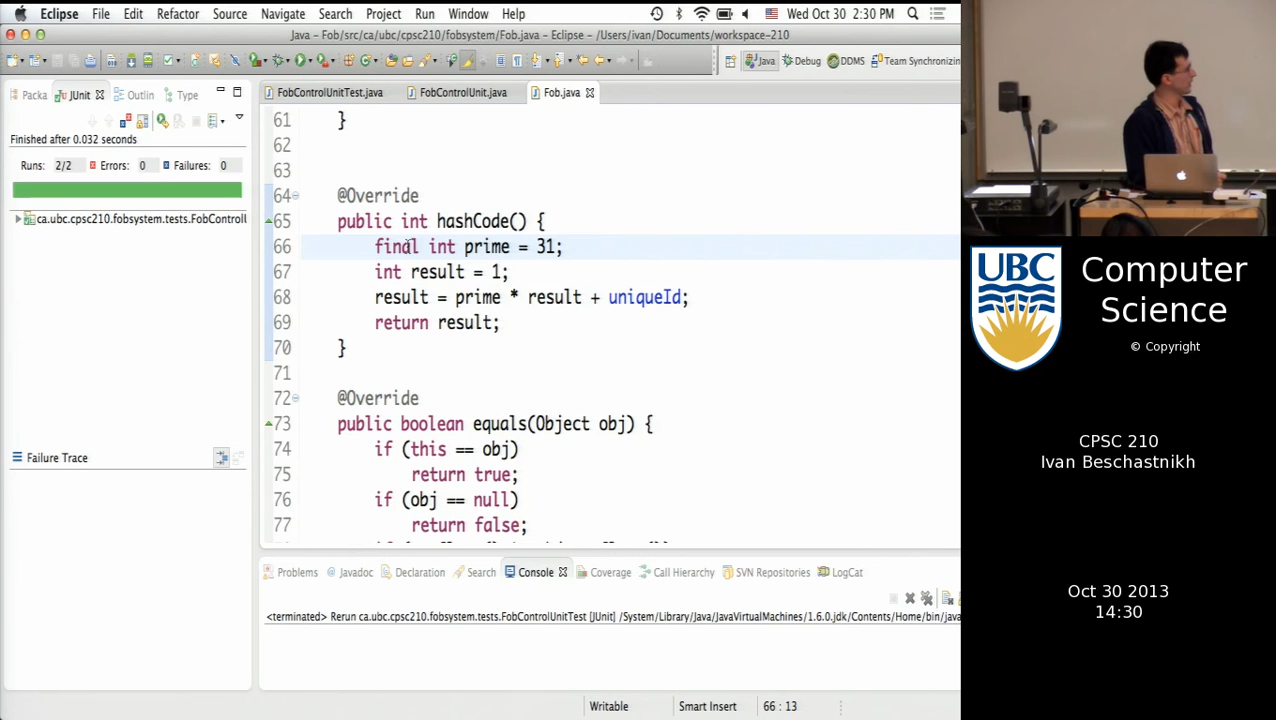 Eclipse File Edit Refactor Source Navigate Search Project Run Window Help Wed Oct 30 2:30 PM
Java - Fob/src/ca/ubc/cpsc210/fobsystem/Fob.java - Eclipse - /Users/ivan/Documents/workspace-210
Java Debug DDMS Team Synchronizing
Packa JUnit Outlin Type
FobControlUnitTest.java FobControlUnit.java Fob.java
Finished after 0.032 seconds
Runs: 2/2 Errors: 0 Failures: 0
ca.ubc.cpsc210.fobsystem.tests.FobControll
Failure Trace
61 }
62
63
64 @Override
65 public int hashCode() {
66 final int prime = 31;
67 int result = 1;
68 result = prime * result + uniqueId;
69 return result;
70 }
71
72 @Override
73 public boolean equals(Object obj) {
74 if (this == obj)
75 return true;
76 if (obj == null)
77 return false;
Problems Javadoc Declaration Search Console Coverage Call Hierarchy SVN Repositories LogCat
<terminated> Rerun ca.ubc.cpsc210.fobsystem.tests.FobControlUnitTest [JUnit] /System/Library/Java/JavaVirtualMachines/1.6.0.jdk/Contents/Home/bin/java
Writable Smart Insert 66 : 13
UBC
Computer
Science
© Copyright
CPSC 210
Ivan Beschastnikh
Oct 30 2013
14:30